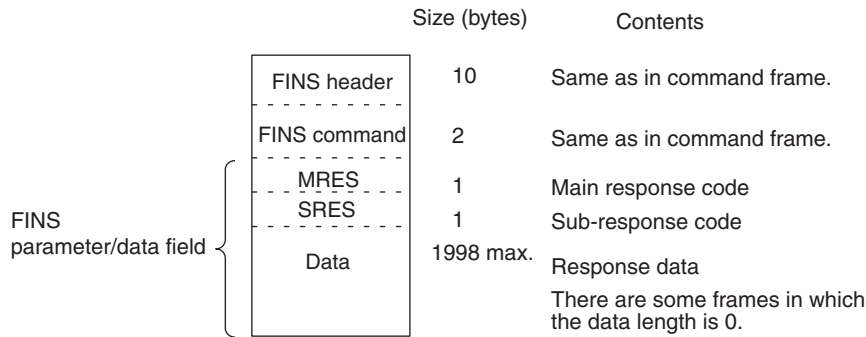 Size (bytes) Contents
FINS header 10 Same as in command frame.
FINS command 2 Same as in command frame.
MRES 1 Main response code
SRES 1 Sub-response code
FINS
parameter/data field
Data 1998 max. Response data
There are some frames in which
the data length is 0.